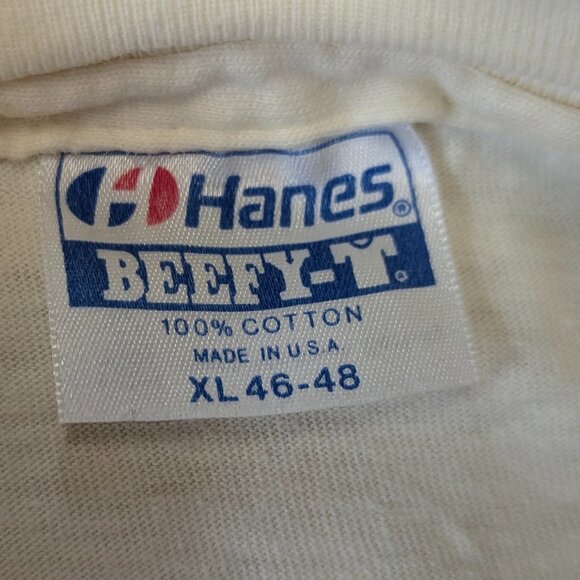 Hanes®
BEEFY-T®
100% COTTON
MADE IN U.S.A
XL 46-48